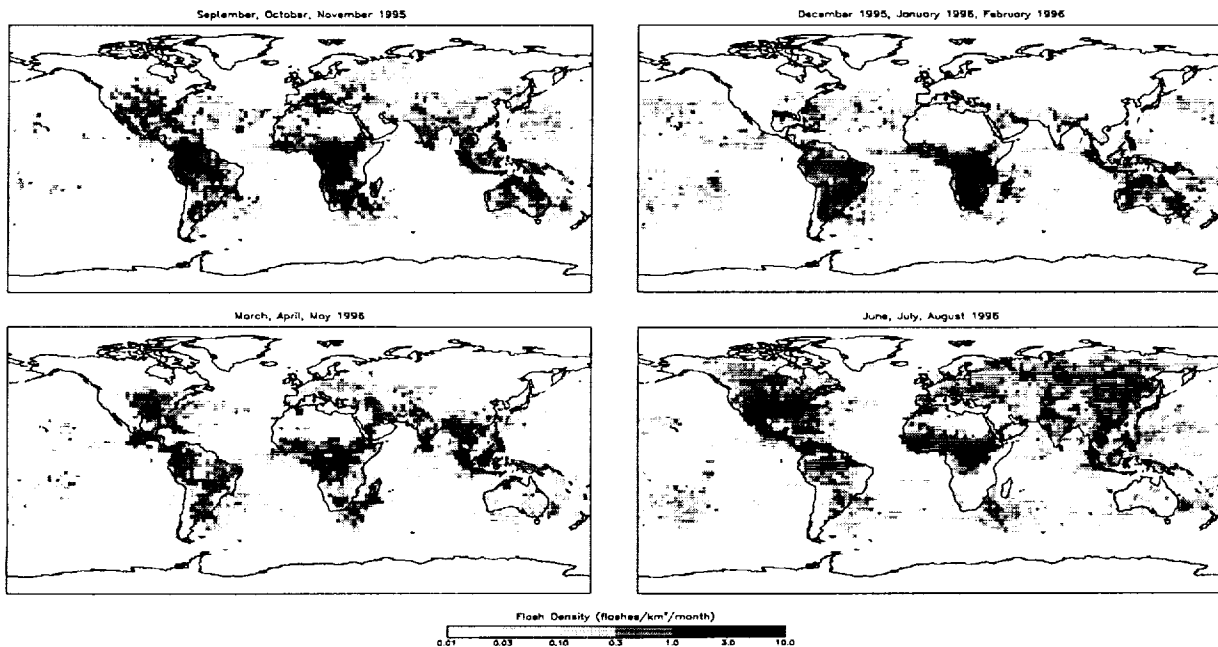 September, October, November 1995
December 1995, January 1996, February 1996
March, April, May 1996
June, July, August 1996
Flash Density (flashes/km²/month)
0.01 0.03 0.10 0.3 1.0 3.0 10.0